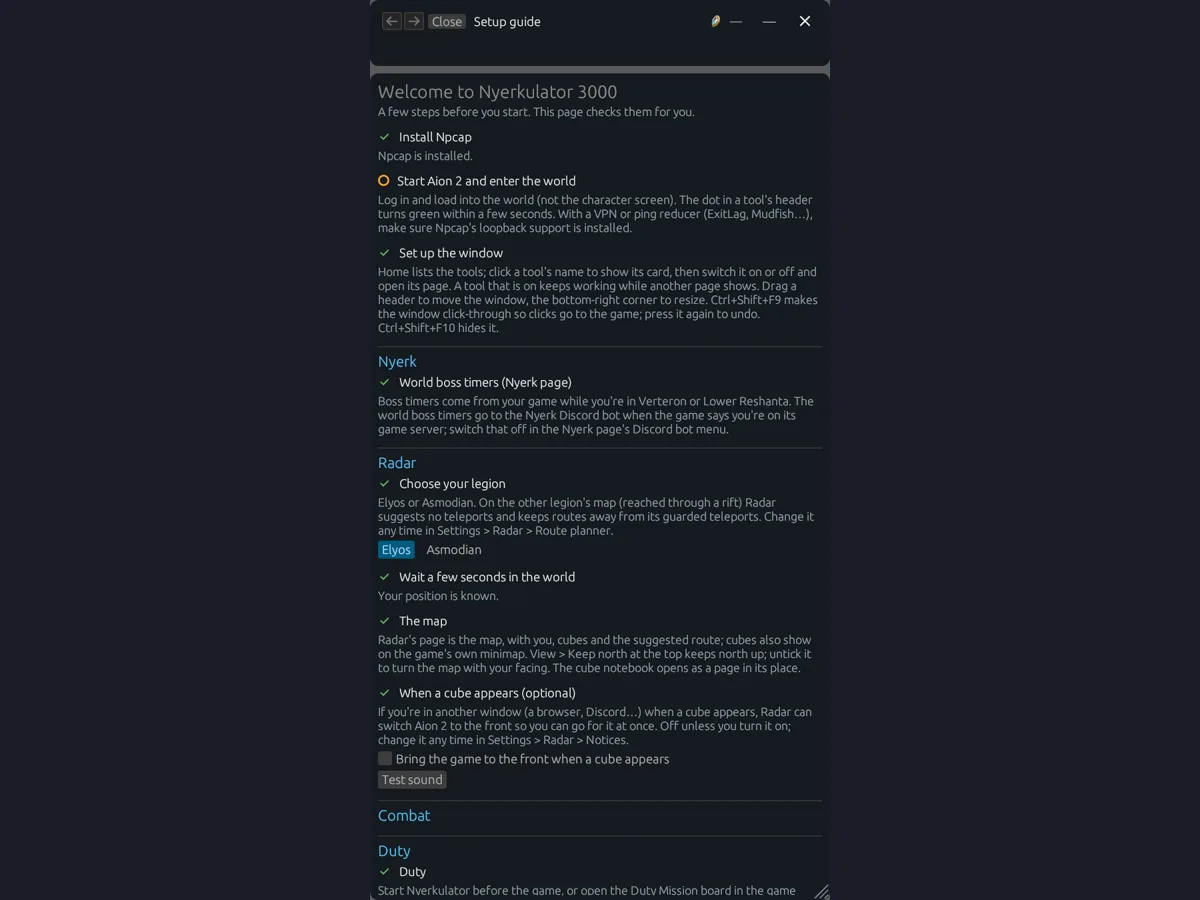 Close Setup guide
Welcome to Nyerkulator 3000
A few steps before you start. This page checks them for you.
Install Npcap
Npcap is installed.
Start Aion 2 and enter the world
Log in and load into the world (not the character screen). The dot in a tool's header
turns green within a few seconds. With a VPN or ping reducer (ExitLag, Mudfish…),
make sure Npcap's loopback support is installed.
Set up the window
Home lists the tools; click a tool's name to show its card, then switch it on or off and
open its page. A tool that is on keeps working while another page shows. Drag a
header to move the window, the bottom-right corner to resize. Ctrl+Shift+F9 makes
the window click-through so clicks go to the game; press it again to undo.
Ctrl+Shift+F10 hides it.
Nyerk
World boss timers (Nyerk page)
Boss timers come from your game while you're in Verteron or Lower Reshanta. The
world boss timers go to the Nyerk Discord bot when the game says you're on its
game server; switch that off in the Nyerk page's Discord bot menu.
Radar
Choose your legion
Elyos or Asmodian. On the other legion's map (reached through a rift) Radar
suggests no teleports and keeps routes away from its guarded teleports. Change it
any time in Settings > Radar > Route planner.
Elyos Asmodian
Wait a few seconds in the world
Your position is known.
The map
Radar's page is the map, with you, cubes and the suggested route; cubes also show
on the game's own minimap. View > Keep north at the top keeps north up; untick it
to turn the map with your facing. The cube notebook opens as a page in its place.
When a cube appears (optional)
If you're in another window (a browser, Discord…) when a cube appears, Radar can
switch Aion 2 to the front so you can go for it at once. Off unless you turn it on;
change it any time in Settings > Radar > Notices.
Bring the game to the front when a cube appears
Test sound
Combat
Duty
Duty
Start Nyerkulator before the game, or open the Duty Mission board in the game